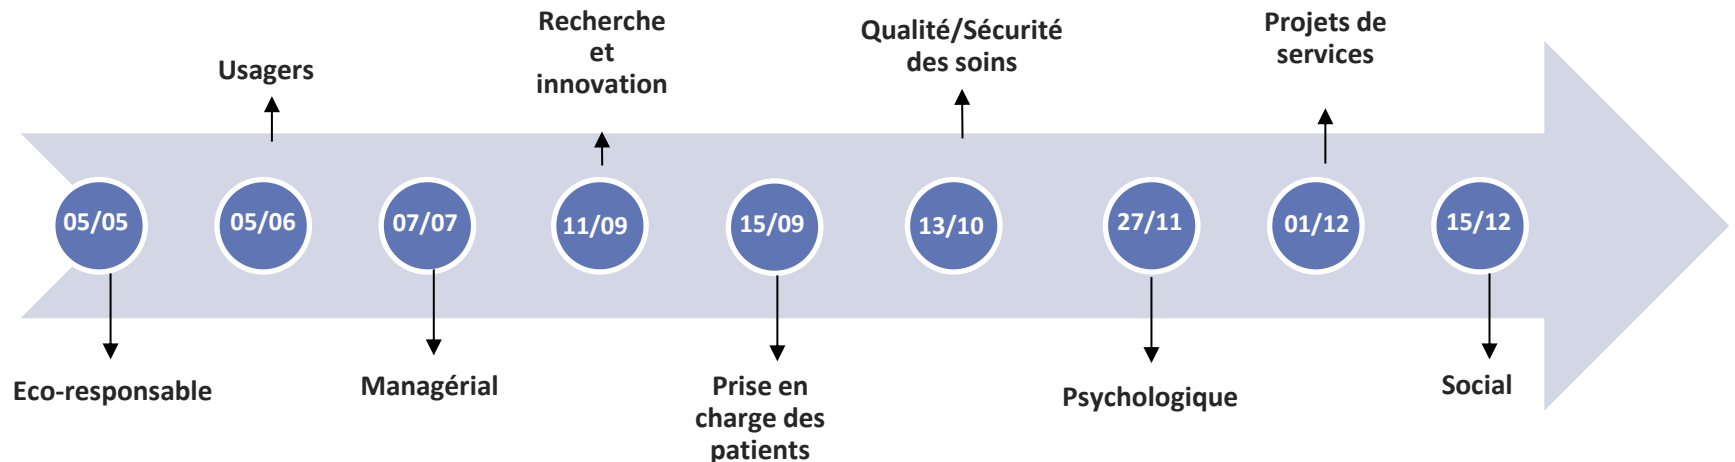 Usagers
Recherche
et
innovation
Qualité/Sécurité
des soins
Projets de
services
05/05
05/06
07/07
11/09
15/09
13/10
27/11
01/12
15/12
Eco-responsable
Managérial
Prise en
charge des
patients
Psychologique
Social